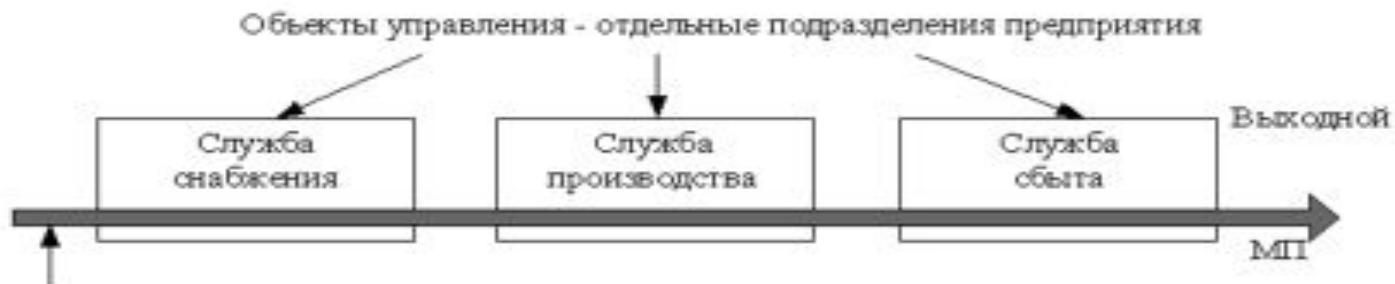 Объекты управления - отдельные подразделения предприятия
Служба
снабжения
Служба
производства
Служба
сбыта
Выходной
МП